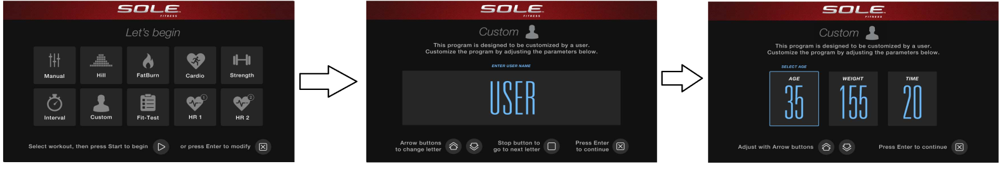 SOLE
FITNESS
Let's begin
Manual
Hill
FatBurn
Cardio
Strength
Interval
Custom
Fit-Test
1
HR 1
2
HR 2
Select workout, then press Start to begin
or press Enter to modify
SOLE
FITNESS
Custom
This program is designed to be customized by a user.
Customize the program by adjusting the parameters below.
ENTER USER NAME
USER
Arrow buttons
to change letter
Stop button to
go to next letter
Press Enter
to continue
SOLE
FITNESS
Custom
This program is designed to be customized by a user.
Customize the program by adjusting the parameters below.
SELECT AGE
AGE
35
WEIGHT
155
TIME
20
Adjust with Arrow buttons
Press Enter to continue